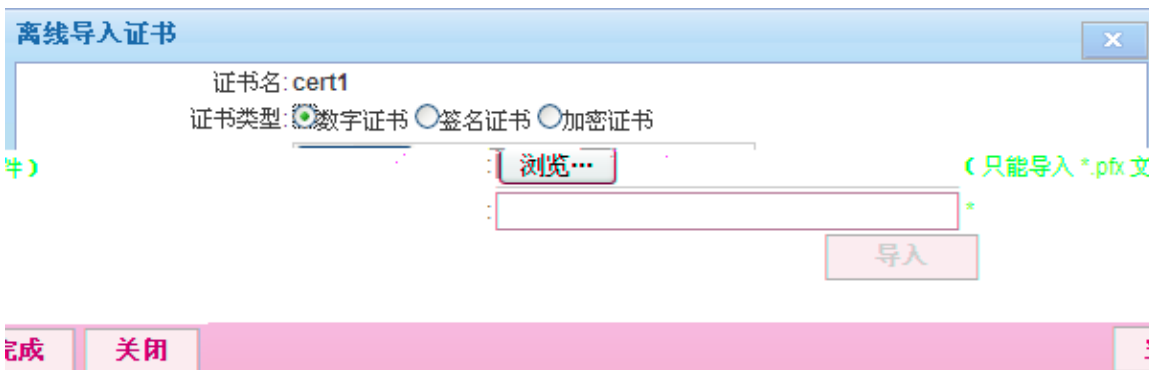 离线导入证书
证书名: cert1
证书类型: 数字证书 签名证书 加密证书
: 浏览… (只能导入 *.pfx 文
件)
: *
导入
完成 关闭